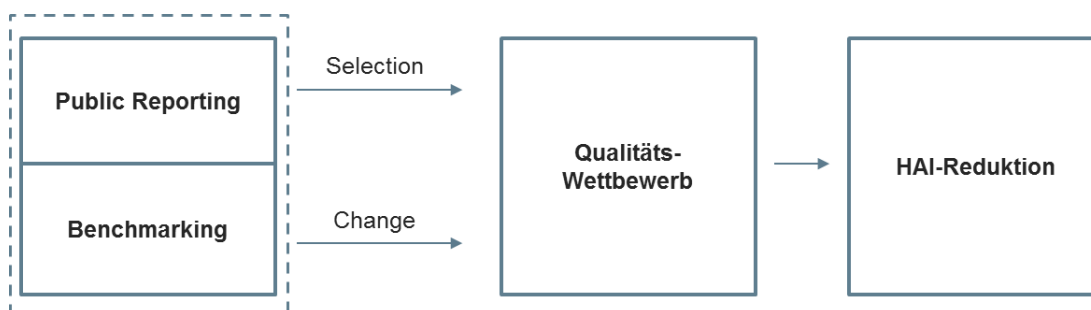 Public Reporting
Benchmarking
Selection
Change
Qualitäts-
Wettbewerb
HAI-Reduktion